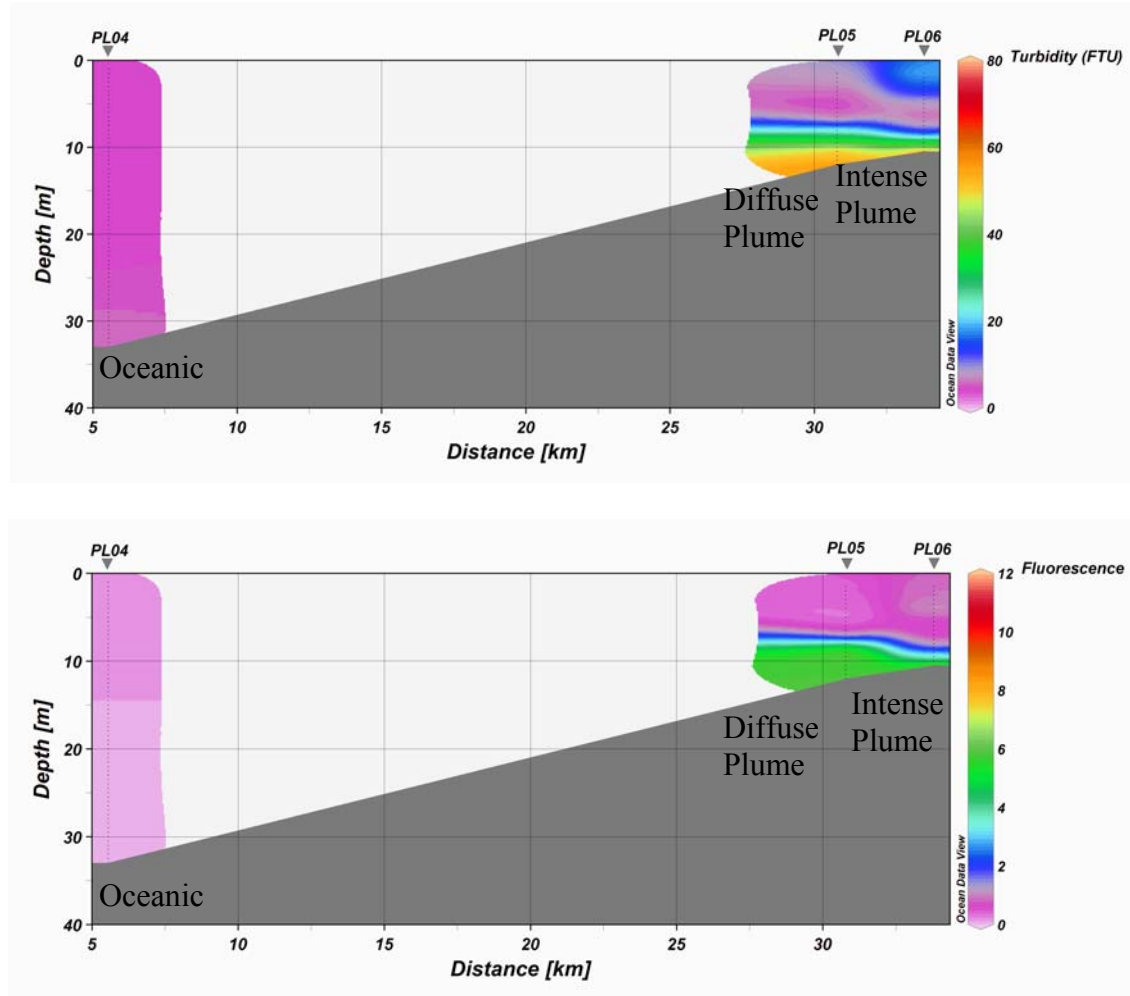 PL04 PL05 PL06
0 80 Turbidity (FTU)
10 60
Depth [m] 20 40
30 20
40 0
Diffuse Plume
Intense Plume
Oceanic
Ocean Data View
5 10 15 20 25 30
Distance [km]
PL04 PL05 PL06
0 12 Fluorescence
10 10
8
Depth [m] 20 6
4
30 2
40 0
Diffuse Plume
Intense Plume
Oceanic
Ocean Data View
5 10 15 20 25 30
Distance [km]